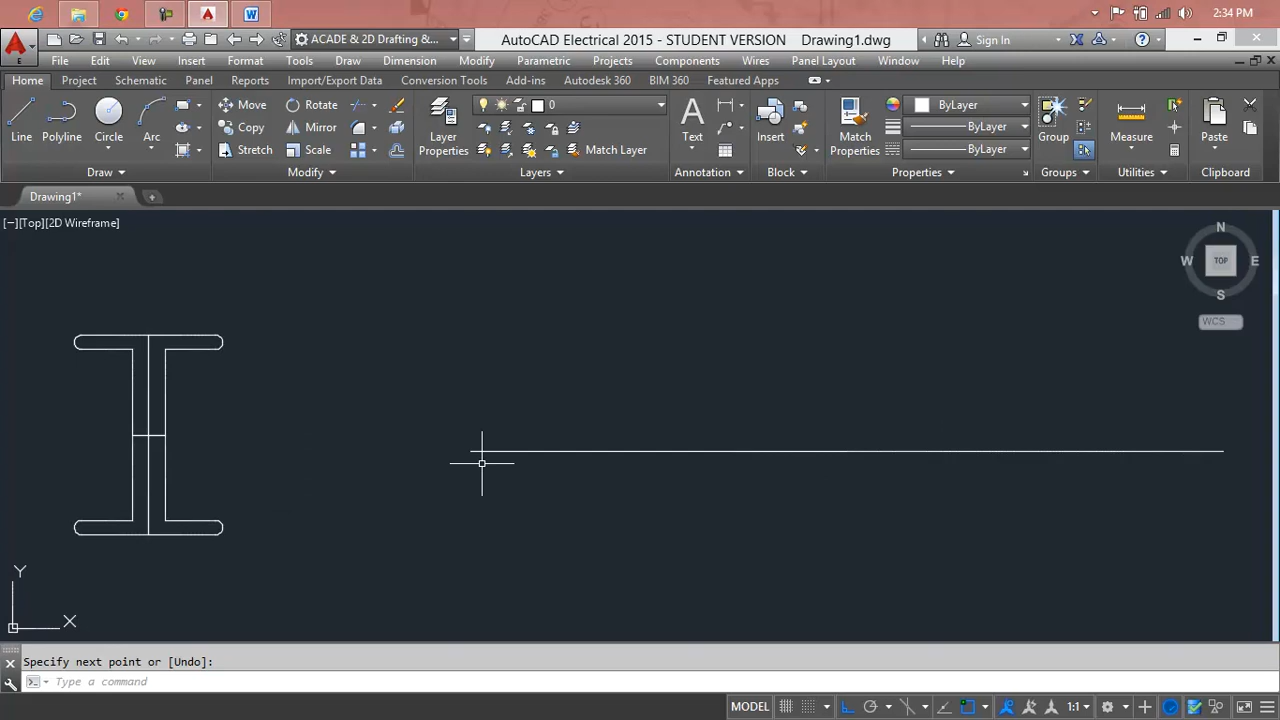 2:34 PM
ACADE & 2D Drafting &... AutoCAD Electrical 2015 - STUDENT VERSION Drawing1.dwg Sign In
E File Edit View Insert Format Tools Draw Dimension Modify Parametric Projects Components Wires Panel Layout Window Help
Home Project Schematic Panel Reports Import/Export Data Conversion Tools Add-ins Autodesk 360 BIM 360 Featured Apps
Move Rotate 0 ByLayer
Line Polyline Circle Arc Copy Mirror Layer Properties Text Insert Match Properties ByLayer Group Measure Paste
Stretch Scale Match Layer ByLayer
Draw Modify Layers Annotation Block Properties Groups Utilities Clipboard
Drawing1*
[−][Top][2D Wireframe]
N
W TOP E
S
WCS
Y
X
Specify next point or [Undo]:
Type a command
MODEL 1:1